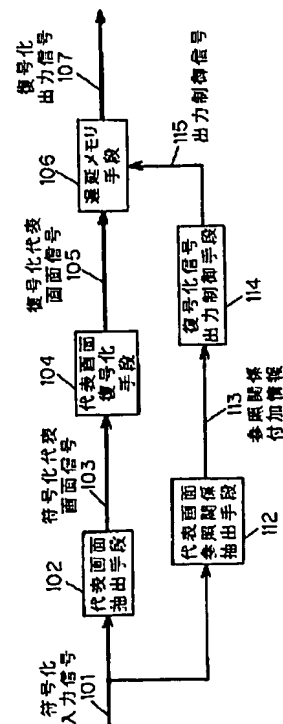 符号化
入力信号
101
102
代表画面
抽出手段
符号化代表
画面信号
103
104
代表画面
復号化
手段
復号化代表
画面信号
105
106
遅延メモリ
手段
復号化
出力信号
107
代表画面
参照関係
抽出手段
112
113
参照関係
付加情報
復号化信号
出力制御手段
114
115
出力制御信号